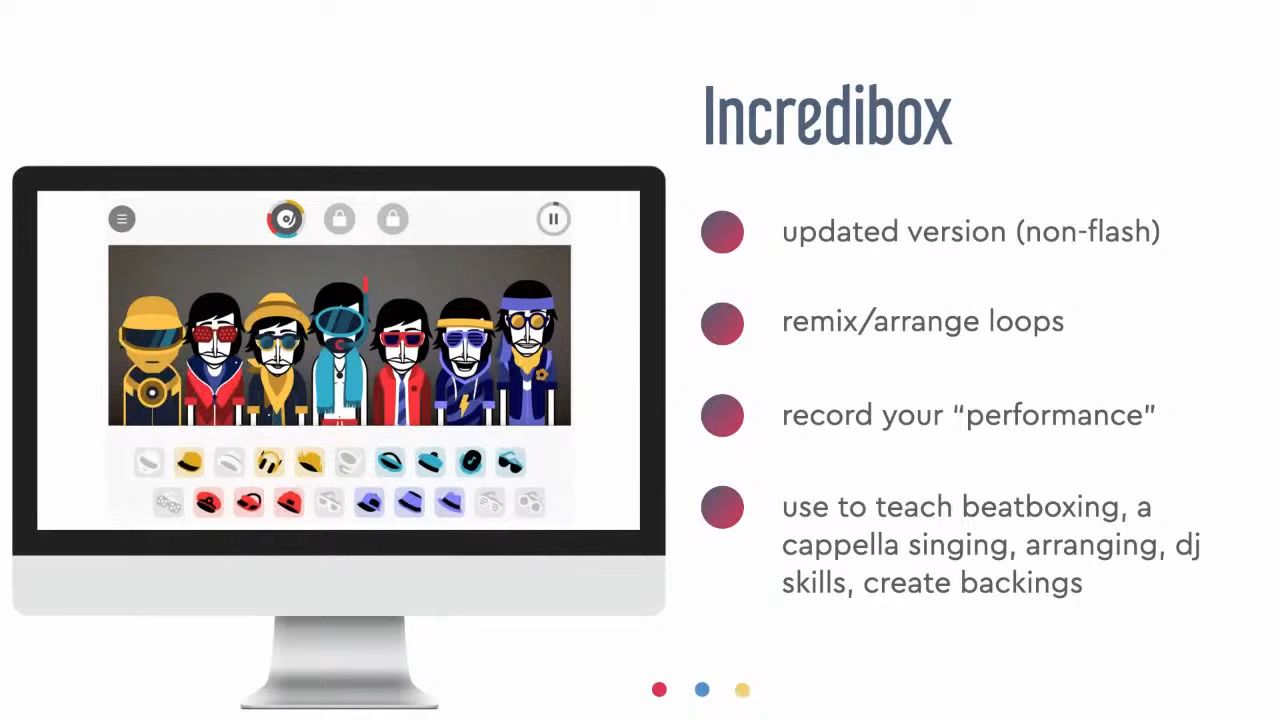 Incredibox
updated version (non-flash)
remix/arrange loops
record your “performance”
use to teach beatboxing, a
cappella singing, arranging, dj
skills, create backings